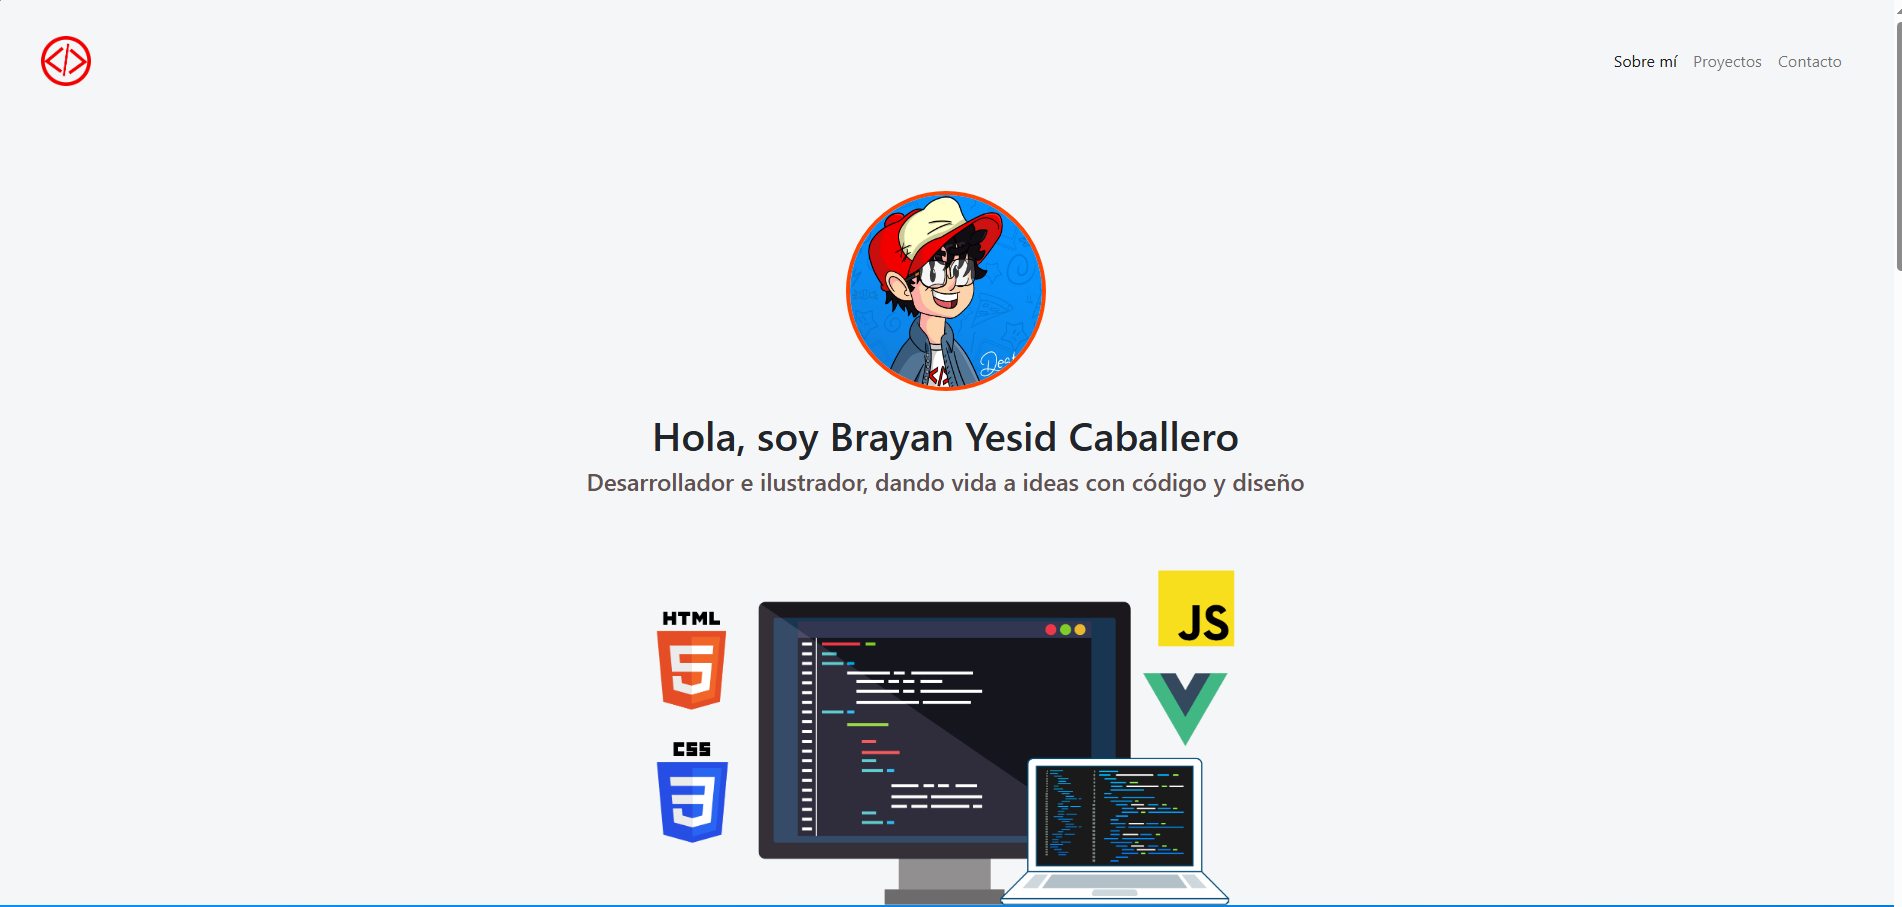 Sobre mí Proyectos Contacto
Hola, soy Brayan Yesid Caballero
Desarrollador e ilustrador, dando vida a ideas con código y diseño
HTML
5
JS
CSS
3